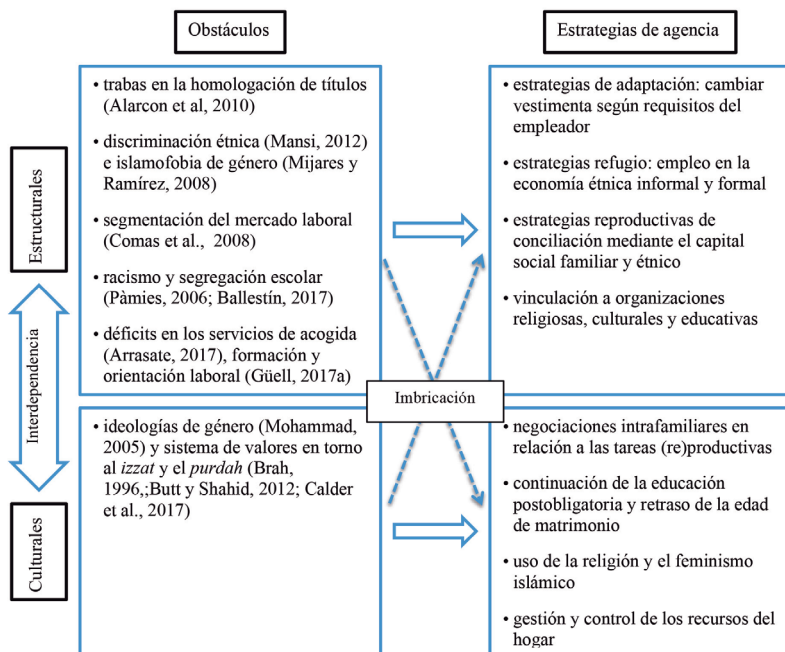 Obstáculos
Estrategias de agencia
Estructurales
• trabas en la homologación de títulos
(Alarcon et al, 2010)
• discriminación étnica (Mansi, 2012)
e islamofobia de género (Mijares y
Ramírez, 2008)
• segmentación del mercado laboral
(Comas et al., 2008)
• racismo y segregación escolar
(Pàmies, 2006; Ballestín, 2017)
• déficits en los servicios de acogida
(Arrasate, 2017), formación y
orientación laboral (Güell, 2017a)
• estrategias de adaptación: cambiar
vestimenta según requisitos del
empleador
• estrategias refugio: empleo en la
economía étnica informal y formal
• estrategias reproductivas de
conciliación mediante el capital
social familiar y étnico
• vinculación a organizaciones
religiosas, culturales y educativas
Interdependencia
Imbricación
Culturales
• ideologías de género (Mohammad,
2005) y sistema de valores en torno
al izzat y el purdah (Brah,
1996,;Butt y Shahid, 2012; Calder
et al., 2017)
• negociaciones intrafamiliares en
relación a las tareas (re)productivas
• continuación de la educación
postobligatoria y retraso de la edad
de matrimonio
• uso de la religión y el feminismo
islámico
• gestión y control de los recursos del
hogar